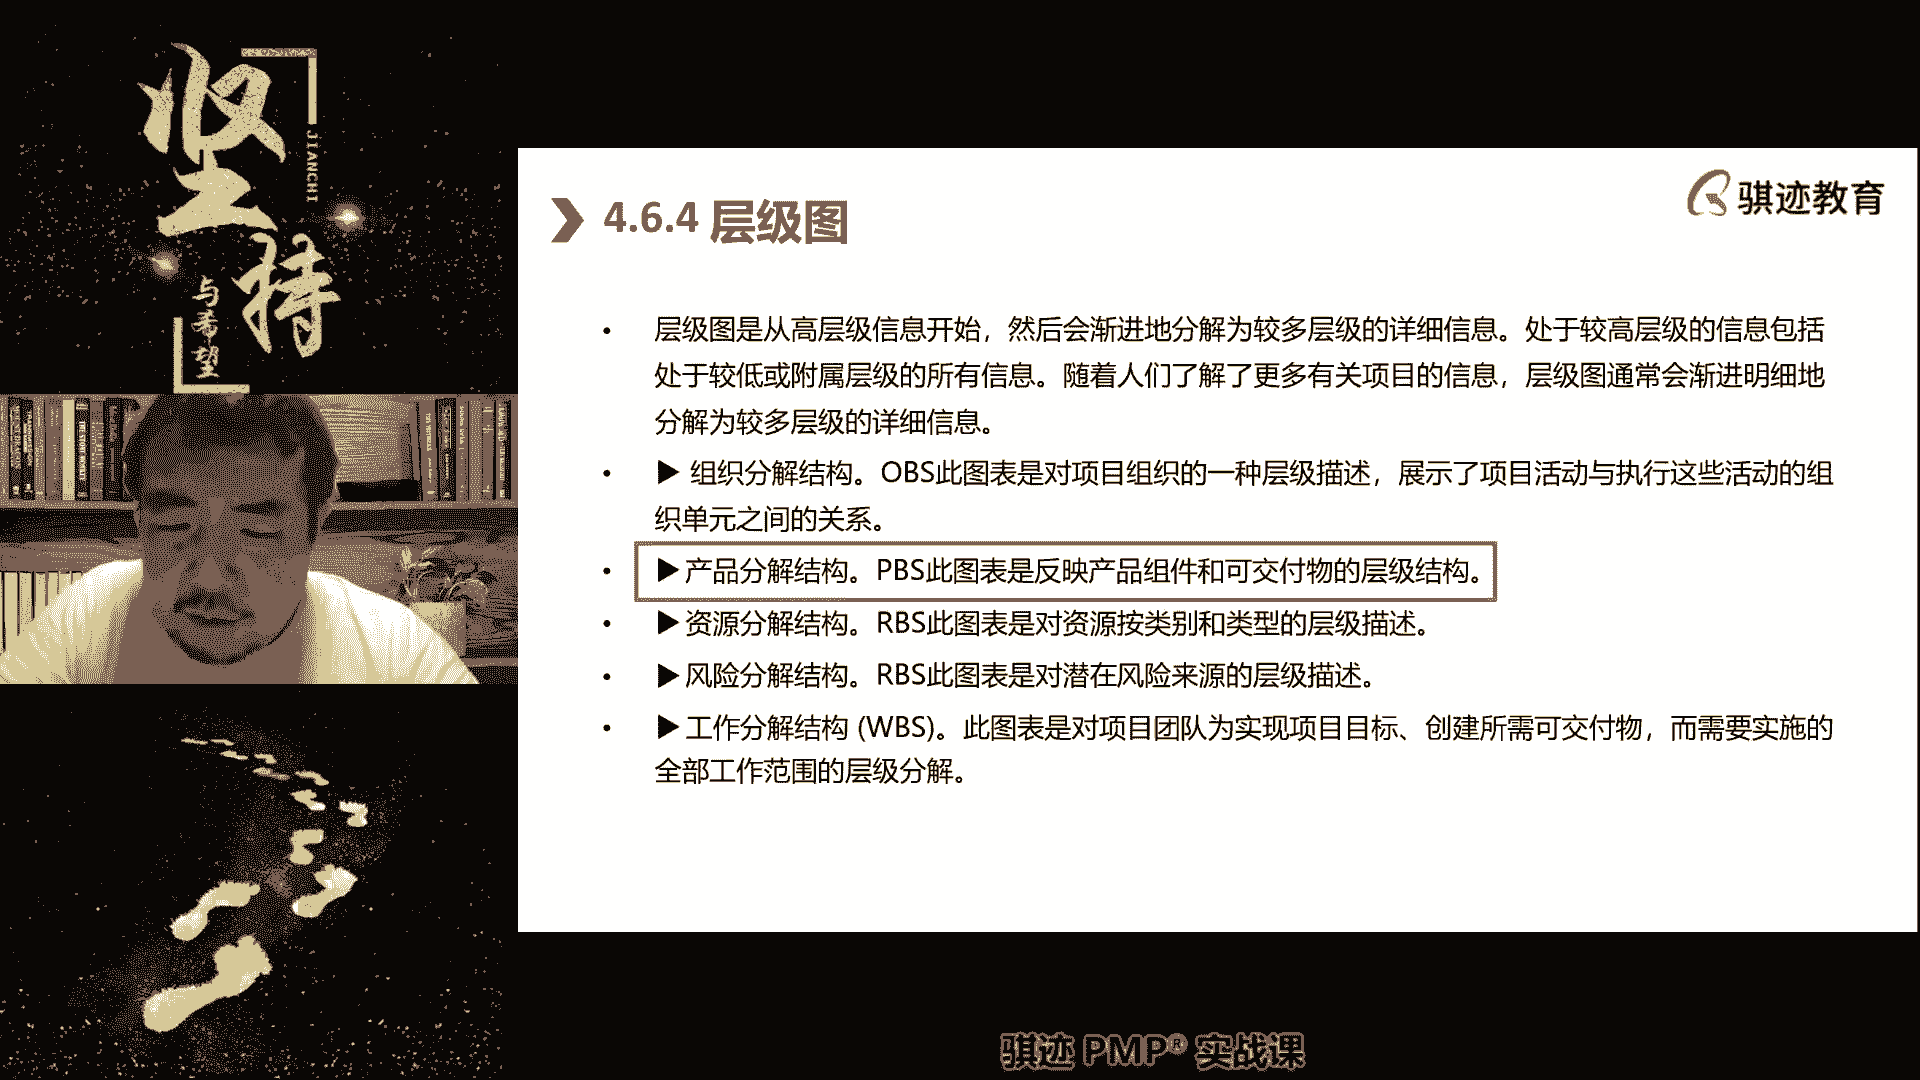 坚持
JIANCHI
与希望
骐迹教育
4.6.4 层级图
• 层级图是从高层级信息开始，然后会渐进地分解为较多层级的详细信息。处于较高层级的信息包括
处于较低或附属层级的所有信息。随着人们了解了更多有关项目的信息，层级图通常会渐进明细地
分解为较多层级的详细信息。
• ▶ 组织分解结构。OBS此图表是对项目组织的一种层级描述，展示了项目活动与执行这些活动的组
织单元之间的关系。
• ▶产品分解结构。PBS此图表是反映产品组件和可交付物的层级结构。
• ▶资源分解结构。RBS此图表是对资源按类别和类型的层级描述。
• ▶风险分解结构。RBS此图表是对潜在风险来源的层级描述。
• ▶工作分解结构 (WBS)。此图表是对项目团队为实现项目目标、创建所需可交付物，而需要实施的
全部工作范围的层级分解。
骐迹 PMP® 实战课